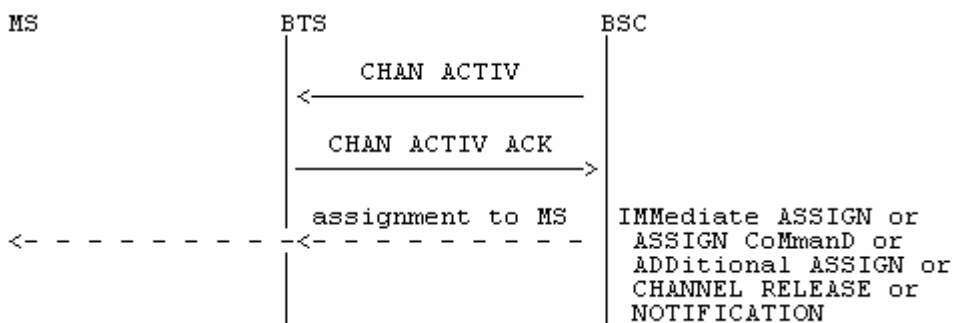 MS BTS BSC
CHAN ACTIV
CHAN ACTIV ACK
assignment to MS IMMediate ASSIGN or
ASSIGN CoMmanD or
ADDitional ASSIGN or
CHANNEL RELEASE or
NOTIFICATION